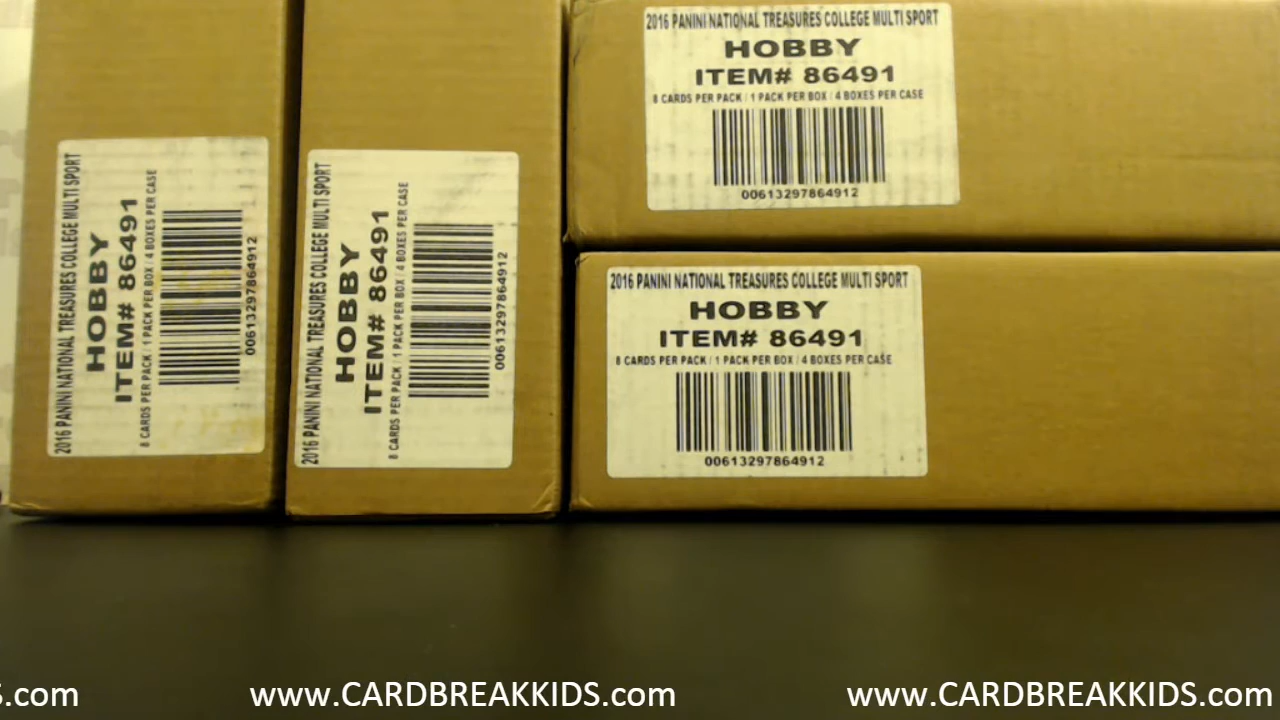 2016 PANINI NATIONAL TREASURES COLLEGE MULTI SPORT
HOBBY
ITEM# 86491
8 CARDS PER PACK / 1 PACK PER BOX / 4 BOXES PER CASE
00613297864912
2016 PANINI NATIONAL TREASURES COLLEGE MULTI SPORT
HOBBY
ITEM# 86491
8 CARDS PER PACK / 1 PACK PER BOX / 4 BOXES PER CASE
00613297864912
2016 PANINI NATIONAL TREASURES COLLEGE MULTI SPORT
HOBBY
ITEM# 86491
8 CARDS PER PACK / 1 PACK PER BOX / 4 BOXES PER CASE
00613297864912
2016 PANINI NATIONAL TREASURES COLLEGE MULTI SPORT
HOBBY
ITEM# 86491
8 CARDS PER PACK / 1 PACK PER BOX / 4 BOXES PER CASE
00613297864912
S.com www.CARDBREAKKIDS.com www.CARDBREAKKIDS.com